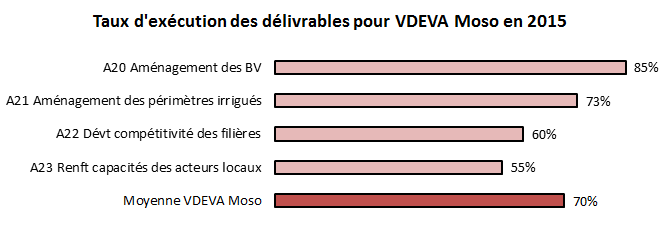 Taux d'exécution des délivrables pour VDEVA Moso en 2015
A20 Aménagement des BV 85%
A21 Aménagement des périmètres irrigués 73%
A22 Dévt compétitivité des filières 60%
A23 Renft capacités des acteurs locaux 55%
Moyenne VDEVA Moso 70%